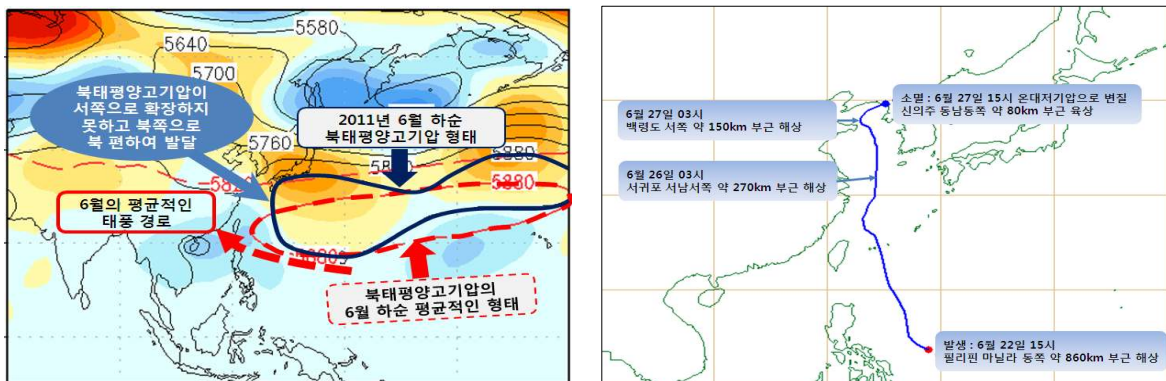 5580
5640
5700
북태평양고기압이
서쪽으로 확장하지
못하고 북쪽으로
북 편하여 발달
2011년 6월 하순
북태평양고기압 형태
5760
5880
5880
6월의 평균적인
태풍 경로
북태평양고기압의
6월 하순 평균적인 형태
6월 27일 03시
백령도 서쪽 약 150km 부근 해상
소멸 : 6월 27일 15시 온대저기압으로 변질
신의주 동남동쪽 약 80km 부근 육상
6월 26일 03시
서귀포 서남서쪽 약 270km 부근 해상
발생 : 6월 22일 15시
필리핀 마닐라 동쪽 약 860km 부근 해상